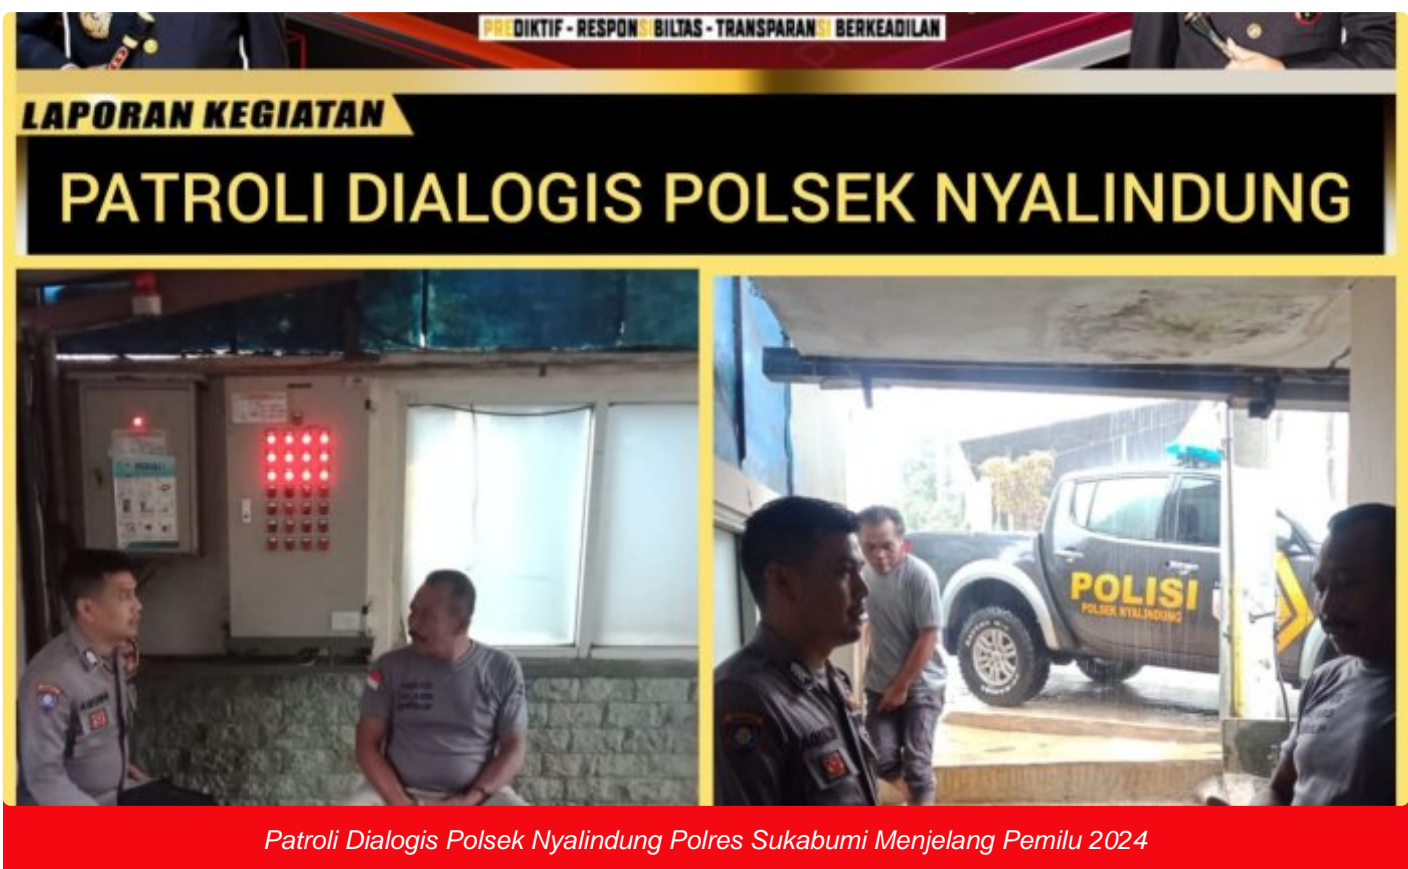 PREDIKTIF - RESPONSIBILTAS - TRANSPARANSI BERKEADILAN
LAPORAN KEGIATAN
PATROLI DIALOGIS POLSEK NYALINDUNG
POLISI
POLSEK NYALINDUNG
Patroli Dialogis Polsek Nyalindung Polres Sukabumi Menjelang Pemilu 2024